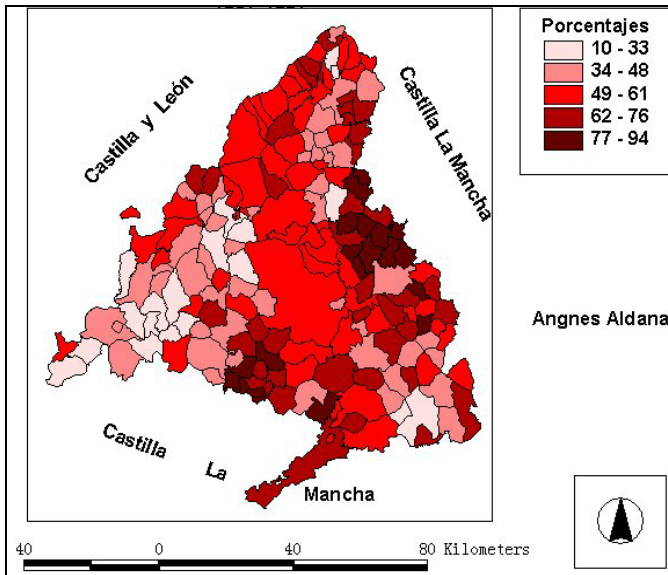 Porcentajes
10 - 33
34 - 48
49 - 61
62 - 76
77 - 94
Castilla y León
Castilla La Mancha
Angnes Aldana
Castilla La Mancha
40 0 40 80 Kilometers